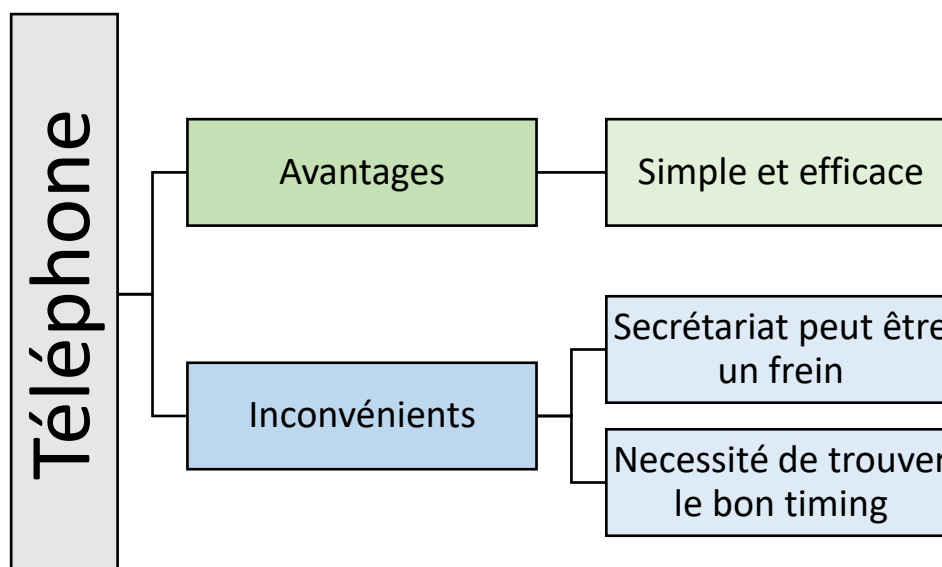 Téléphone
Avantages
Simple et efficace
Inconvénients
Secrétariat peut être
un frein
Necessité de trouver
le bon timing